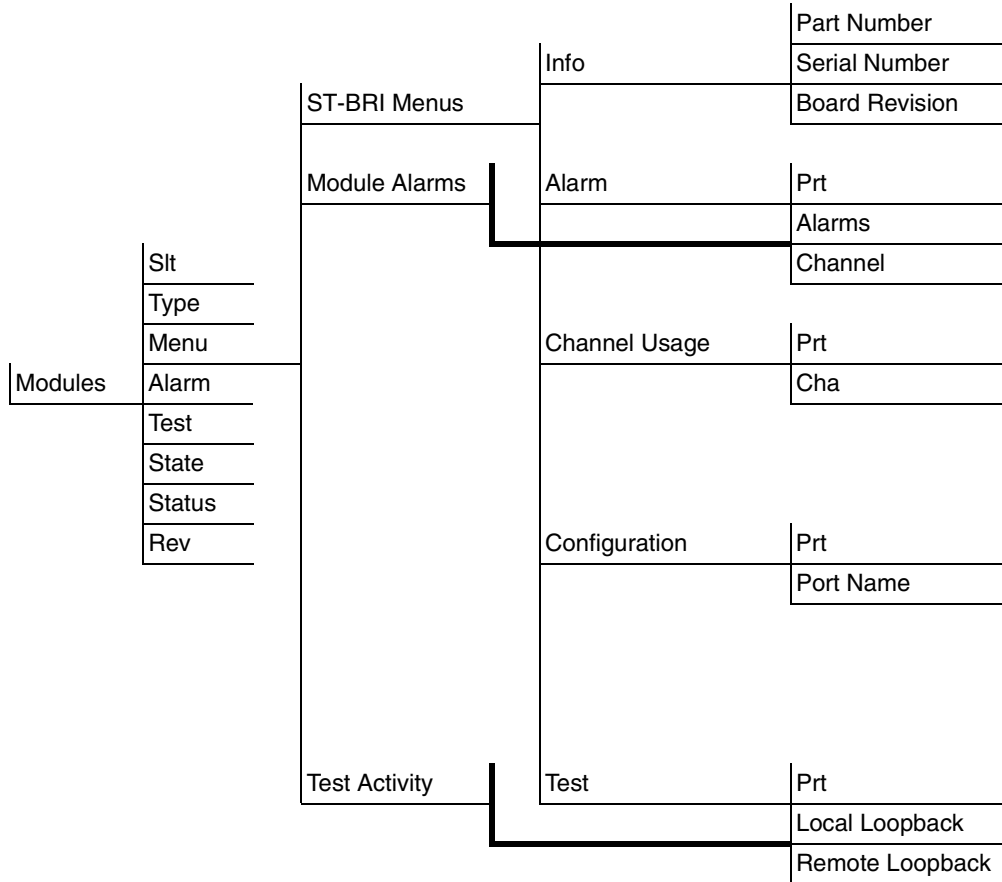 Part Number
Info
Serial Number
ST-BRI Menus
Board Revision
Module Alarms
Alarm
Prt
Alarms
Slt
Channel
Type
Menu
Channel Usage
Prt
Modules
Alarm
Cha
Test
State
Status
Rev
Configuration
Prt
Port Name
Test Activity
Test
Prt
Local Loopback
Remote Loopback